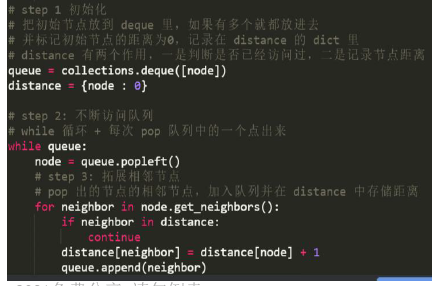 # step 1 初始化
# 把初始节点放到 deque 里，如果有多个就都放进去
# 并标记初始节点的距离为0，记录在 distance 的 dict 里
# distance 有两个作用，一是判断是否已经访问过，二是记录节点距离
queue = collections.deque([node])
distance = {node : 0}
# step 2: 不断访问队列
# while 循环 + 每次 pop 队列中的一个点出来
while queue:
node = queue.popleft()
# step 3: 拓展相邻节点
# pop 出的节点的相邻节点，加入队列并在 distance 中存储距离
for neighbor in node.get_neighbors():
if neighbor in distance:
continue
distance[neighbor] = distance[node] + 1
queue.append(neighbor)